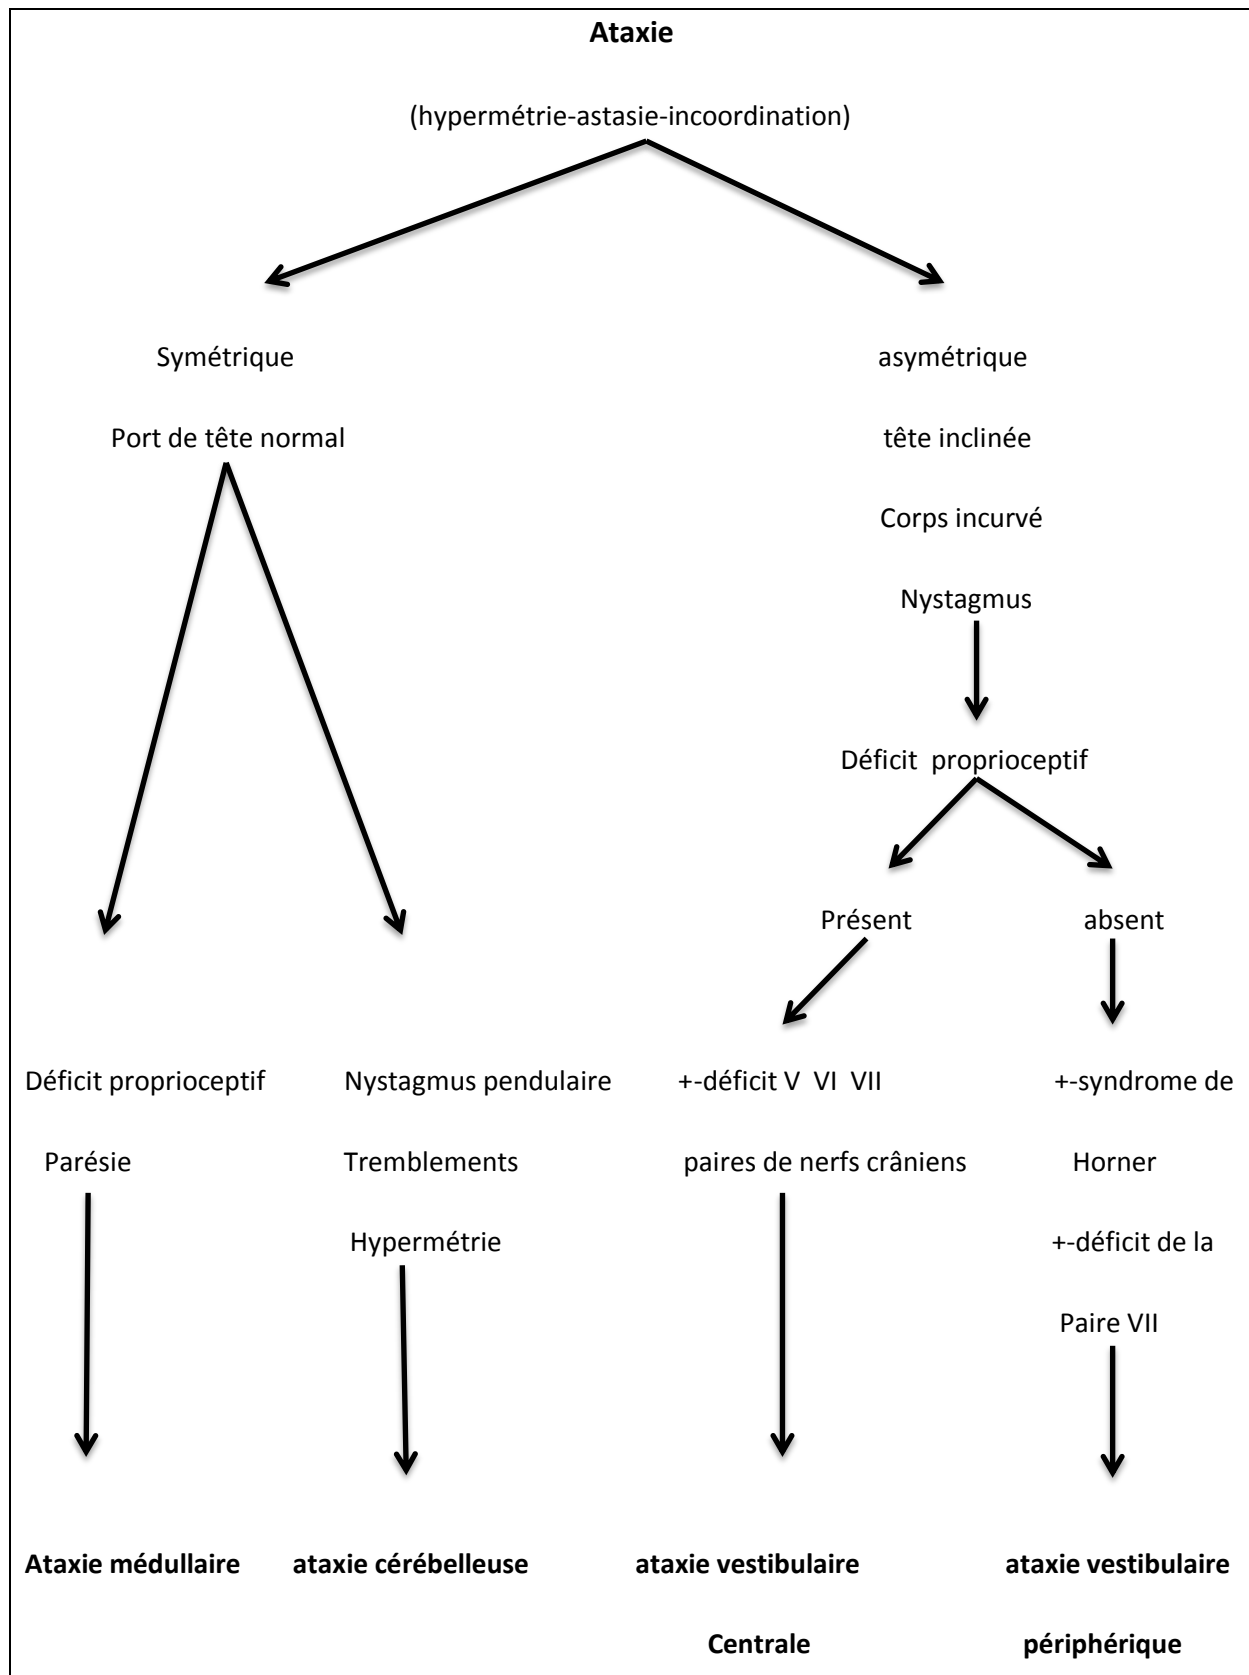 Ataxie
(hypermétrie-astasie-incoordination)
Symétrique
asymétrique
Port de tête normal
tête inclinée
Corps incurvé
Nystagmus
Déficit proprioceptif
Présent
absent
Déficit proprioceptif
Nystagmus pendulaire
+-déficit V VI VII
+-syndrome de
Parésie
Tremblements
paires de nerfs crâniens
Horner
Hypermétrie
+-déficit de la
Paire VII
Ataxie médullaire
ataxie cérébelleuse
ataxie vestibulaire
ataxie vestibulaire
Centrale
périphérique